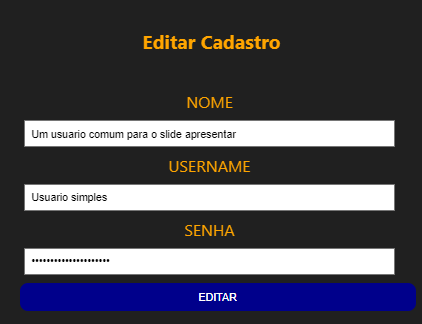 Editar Cadastro
NOME
Um usuario comum para o slide apresentar
USERNAME
Usuario simples
SENHA
•••••••••••••••••••••
EDITAR